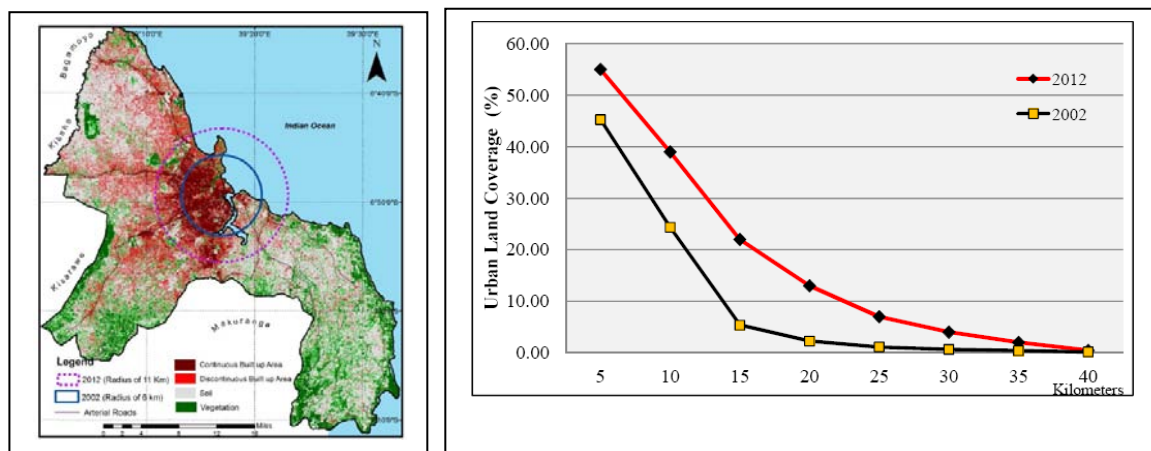 39°20'0"E
39°30'0"E
N
Bagamoyo
6°40'0"S
Indian Ocean
Kibaha
6°50'0"S
Kisarawe
Mkuranga
Legend
2012 (Radius of 11 Km)
2002 (Radius of 6 km)
Arterial Roads
Continuous Built up Area
Discontinuous Built up Area
Soil
Vegetation
Miles
60.00
50.00
40.00
30.00
20.00
10.00
0.00
Urban Land Coverage (%)
2012
2002
5 10 15 20 25 30 35 40
Kilometers